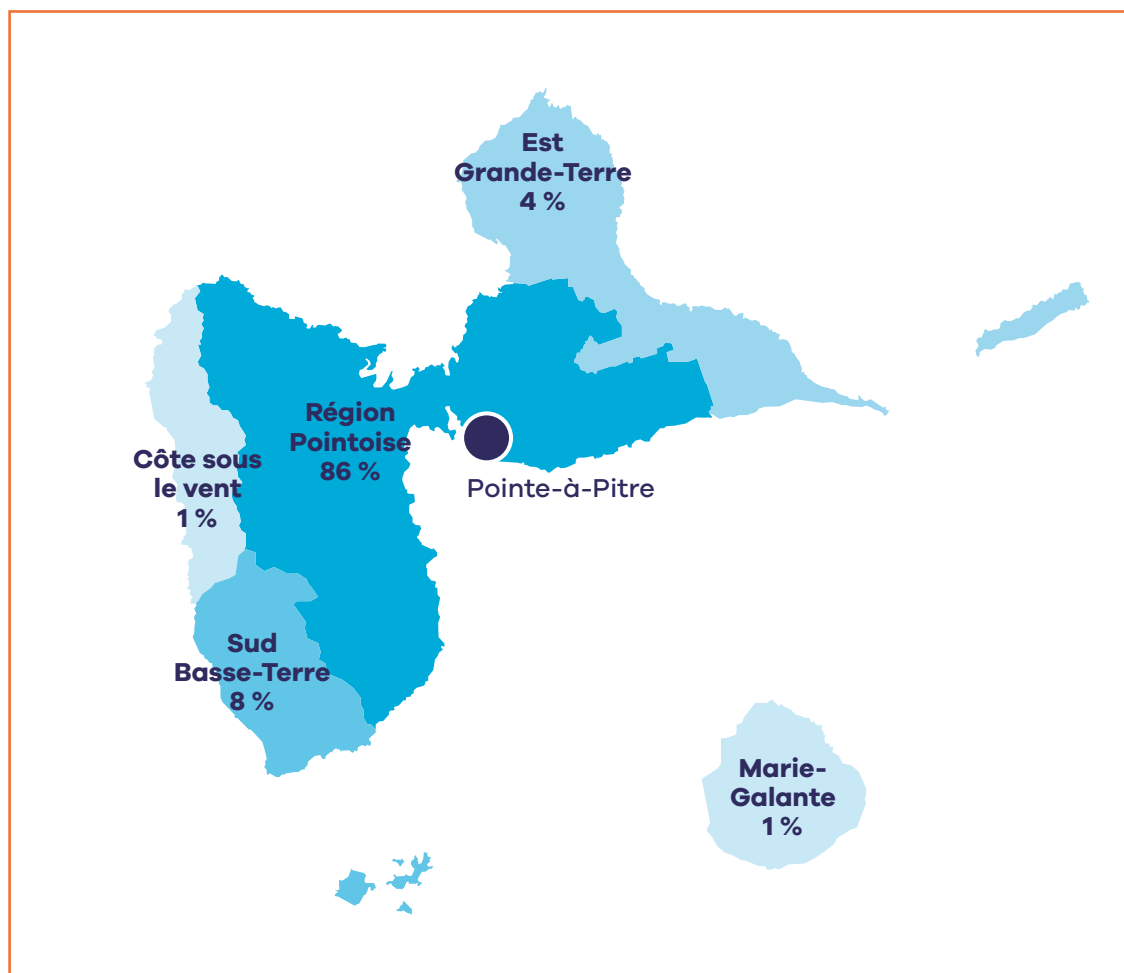 Est
Grande-Terre
4 %
Région
Pointoise
86 %
Pointe-à-Pitre
Côte sous
le vent
1 %
Sud
Basse-Terre
8 %
Marie-
Galante
1 %